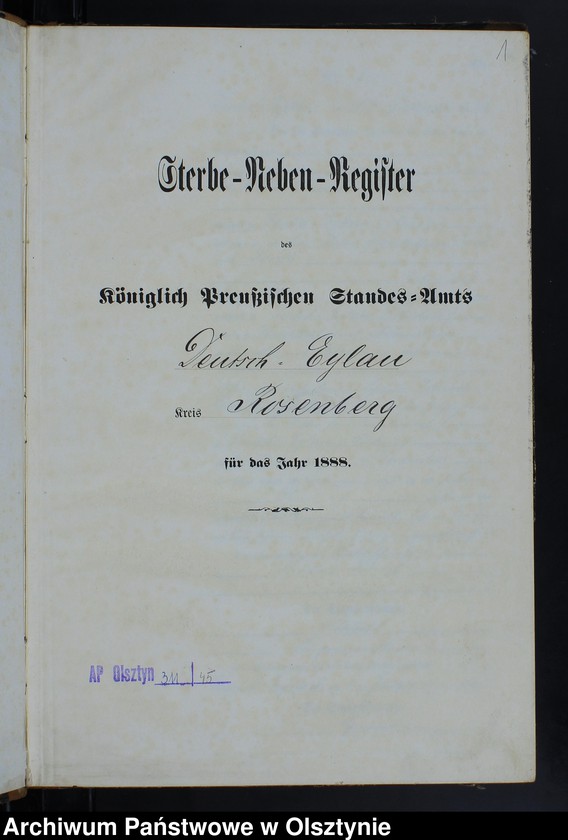 1
Sterbe-Neben-Register
des
Königlich Preußischen Standes-Amts
Deutsch-Eylau
Kreis Rosenberg
für das Jahr 1888.
AP Olsztyn 311/45
Archiwum Państwowe w Olsztynie